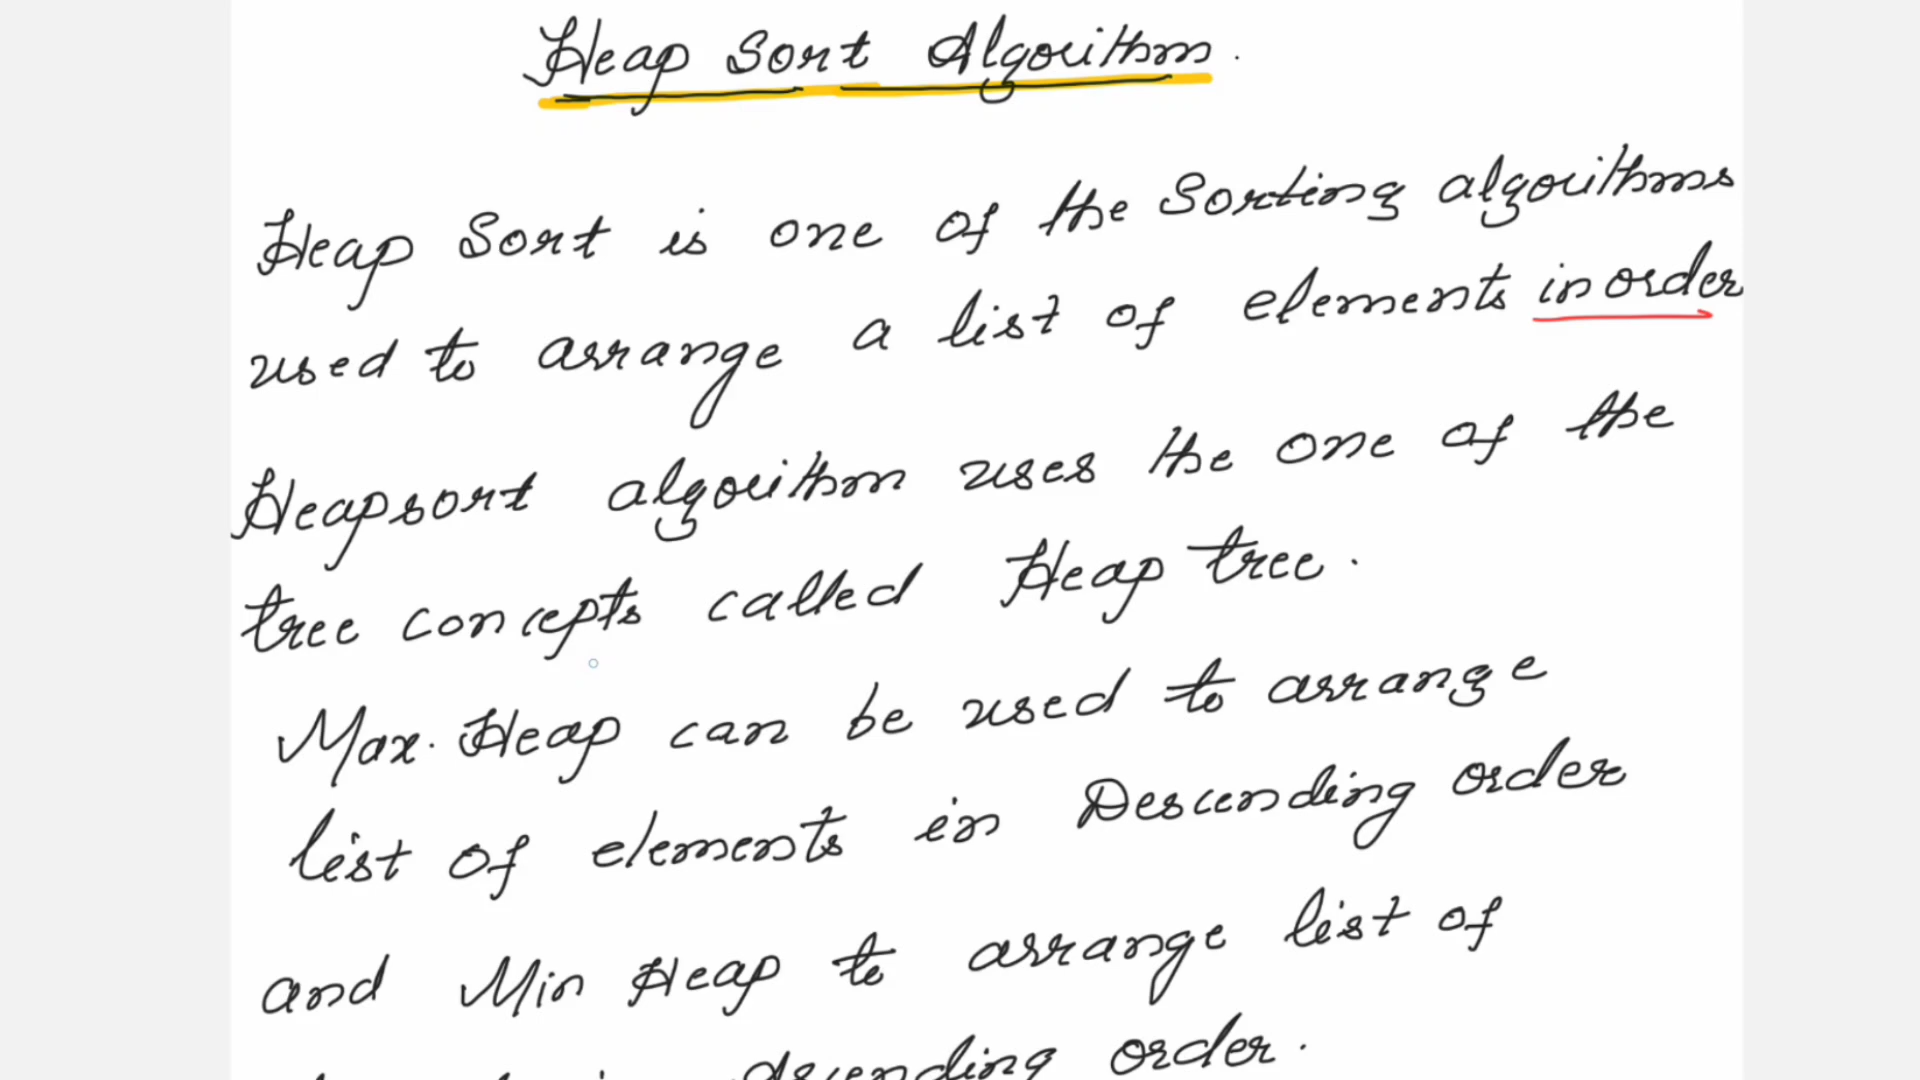 Heap Sort Algorithm.
Heap Sort is one of the Sorting algorithms
used to arrange a list of elements in order
Heapsort algorithm uses the one of the
tree concepts called Heap tree.
Max. Heap can be used to arrange
list of elements in Descending order
and Min Heap to arrange list of
order.